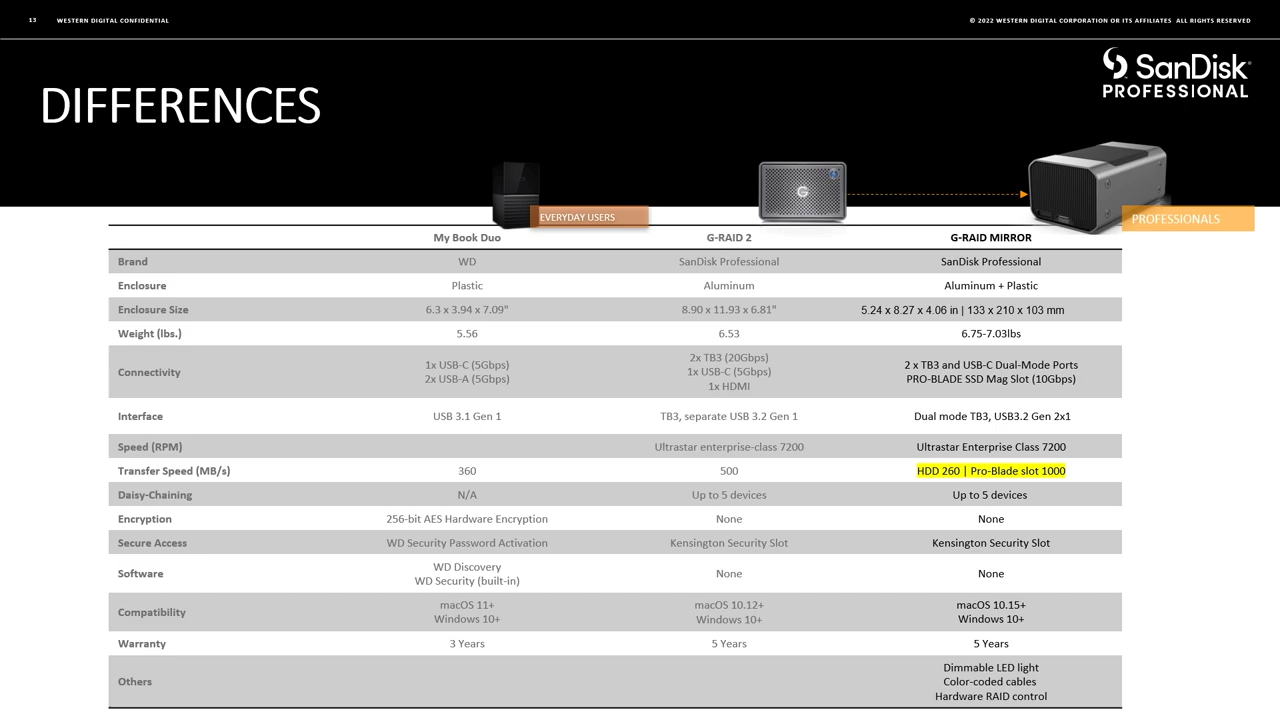 13 WESTERN DIGITAL CONFIDENTIAL
© 2022 WESTERN DIGITAL CORPORATION OR ITS AFFILIATES ALL RIGHTS RESERVED
SanDisk®
PROFESSIONAL
DIFFERENCES
G
EVERYDAY USERS
PROFESSIONALS
My Book Duo G-RAID 2 G-RAID MIRROR
Brand WD SanDisk Professional SanDisk Professional
Enclosure Plastic Aluminum Aluminum + Plastic
Enclosure Size 6.3 x 3.94 x 7.09" 8.90 x 11.93 x 6.81" 5.24 x 8.27 x 4.06 in | 133 x 210 x 103 mm
Weight (lbs.) 5.56 6.53 6.75-7.03lbs
Connectivity
1x USB-C (5Gbps)
2x USB-A (5Gbps)
2x TB3 (20Gbps)
1x USB-C (5Gbps)
1x HDMI
2 x TB3 and USB-C Dual-Mode Ports
PRO-BLADE SSD Mag Slot (10Gbps)
Interface USB 3.1 Gen 1 TB3, separate USB 3.2 Gen 1 Dual mode TB3, USB3.2 Gen 2x1
Speed (RPM) Ultrastar enterprise-class 7200 Ultrastar Enterprise Class 7200
Transfer Speed (MB/s) 360 500 HDD 260 | Pro-Blade slot 1000
Daisy-Chaining N/A Up to 5 devices Up to 5 devices
Encryption 256-bit AES Hardware Encryption None None
Secure Access WD Security Password Activation Kensington Security Slot Kensington Security Slot
Software
WD Discovery
WD Security (built-in)
None None
Compatibility
macOS 11+
Windows 10+
macOS 10.12+
Windows 10+
macOS 10.15+
Windows 10+
Warranty 3 Years 5 Years 5 Years
Others
Dimmable LED light
Color-coded cables
Hardware RAID control